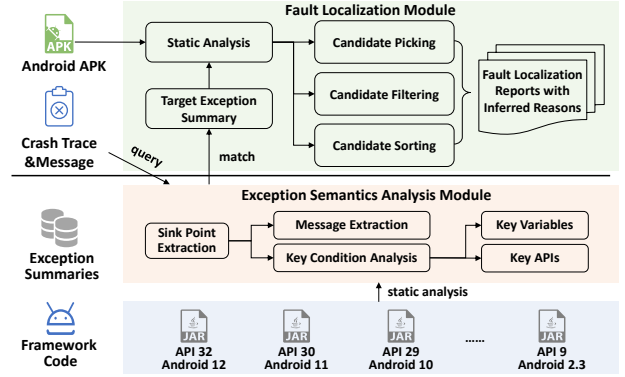 Fault Localization Module
APK
Android APK
Static Analysis
Candidate Picking
Target Exception
Summary
Candidate Filtering
Candidate Sorting
Fault Localization
Reports with
Inferred Reasons
Crash Trace
&Message
query
match
Exception Semantics Analysis Module
Exception
Summaries
Sink Point
Extraction
Message Extraction
Key Condition Analysis
Key Variables
Key APIs
static analysis
Framework
Code
JAR
API 32
Android 12
JAR
API 30
Android 11
JAR
API 29
Android 10
......
JAR
API 9
Android 2.3